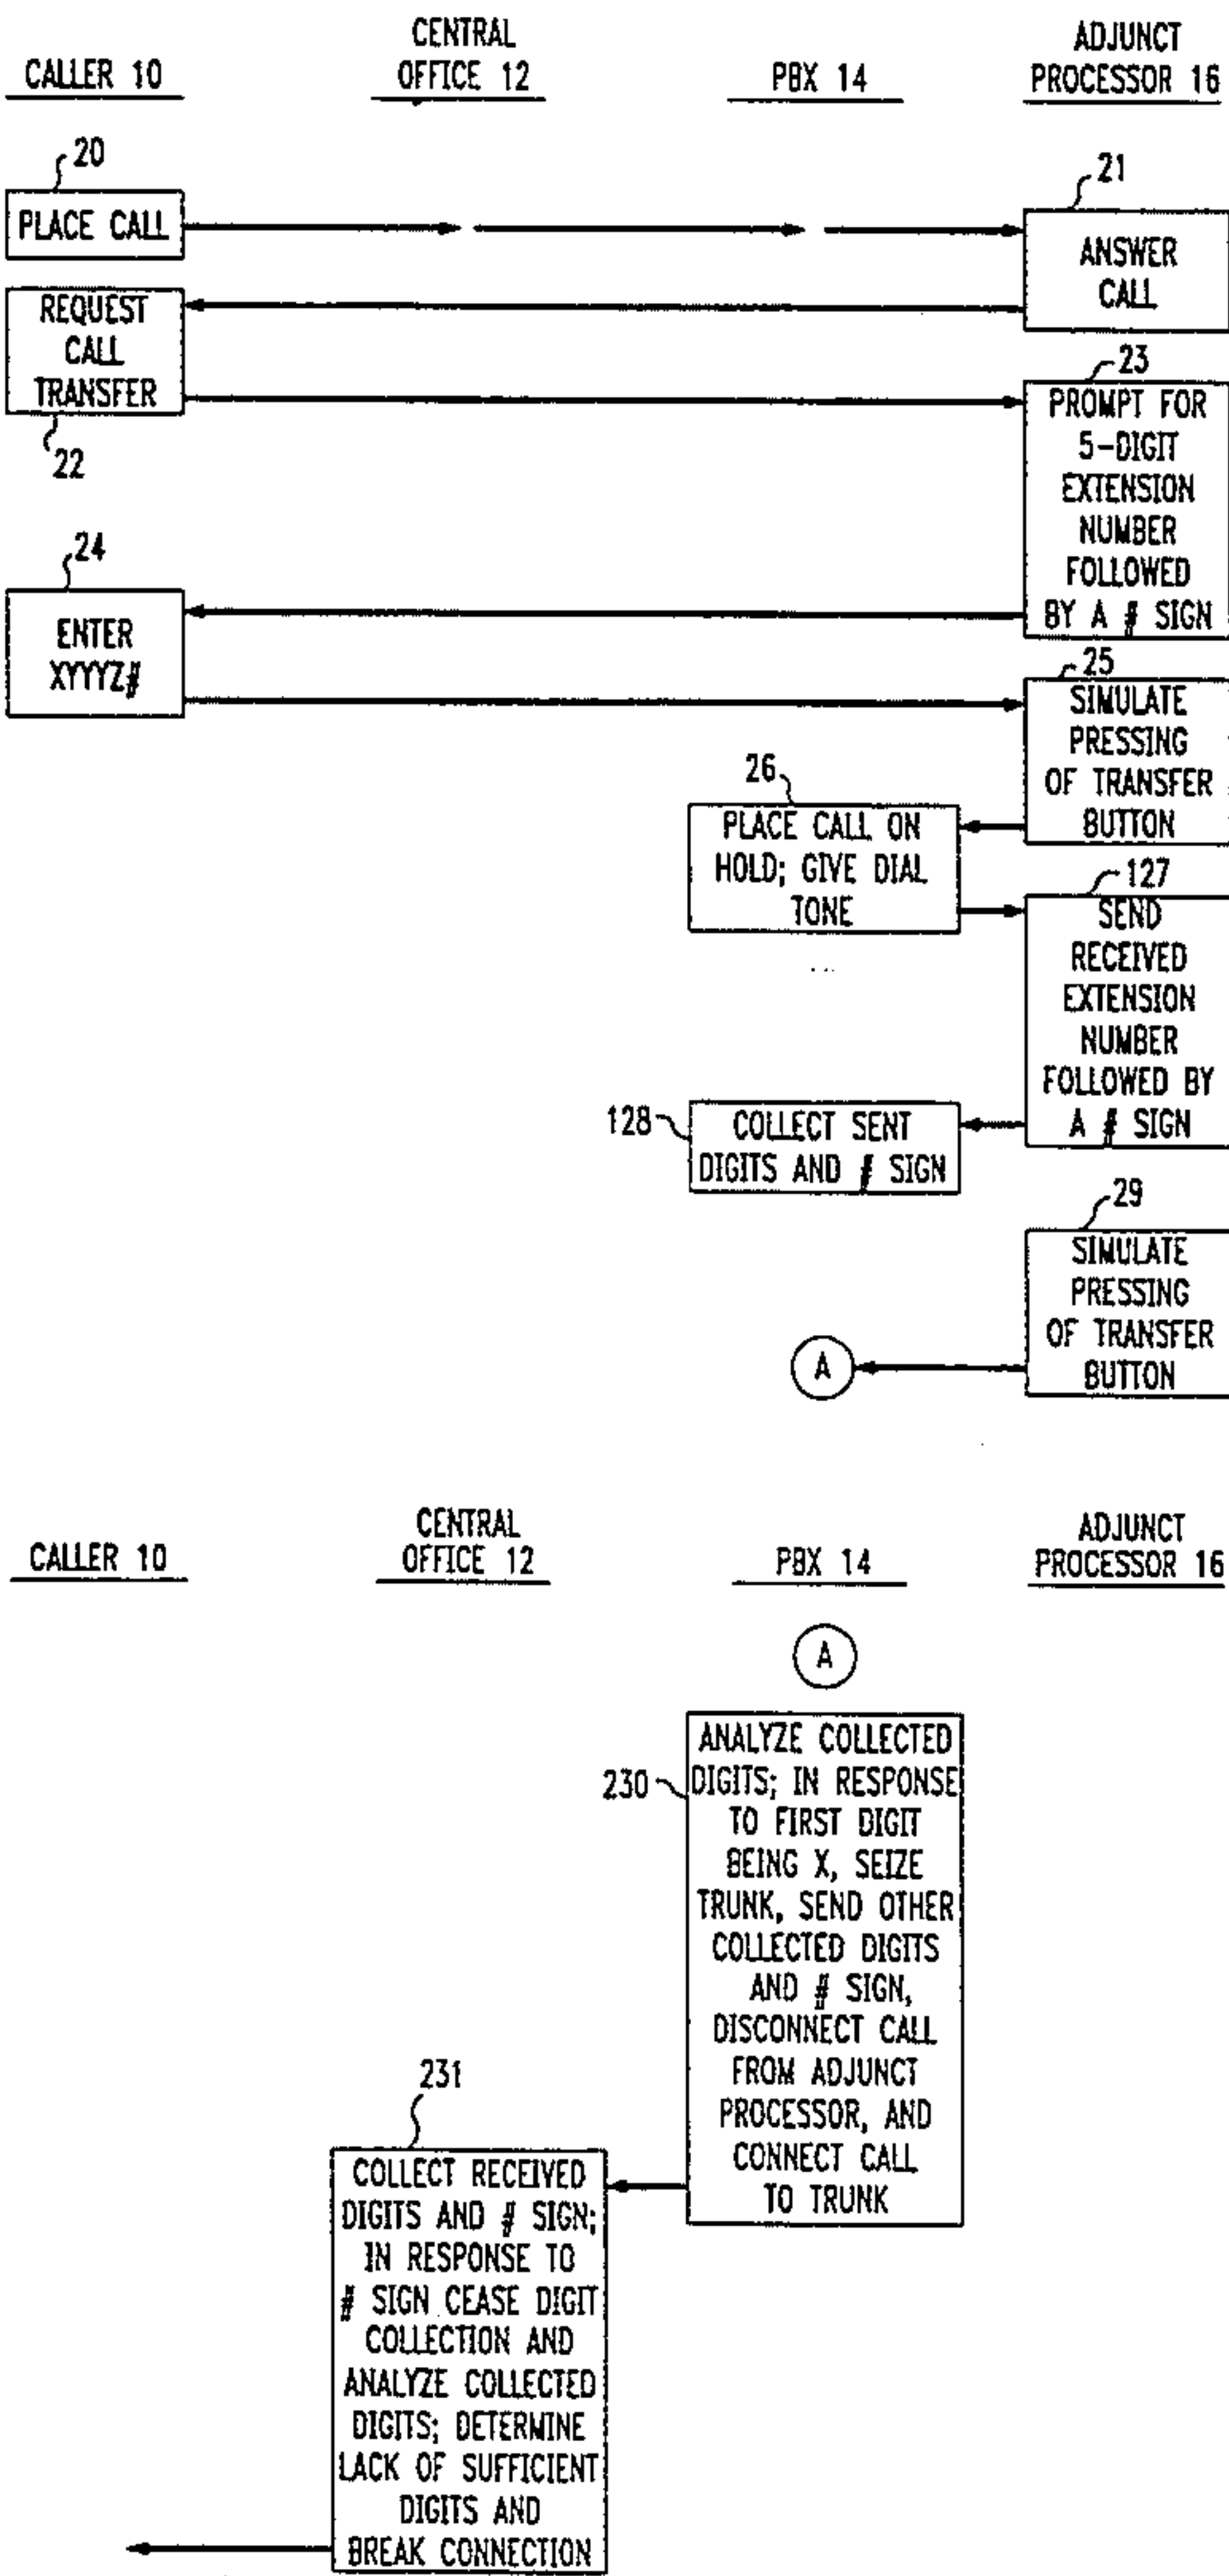 CALLER 10
CENTRAL
OFFICE 12
PBX 14
ADJUNCT
PROCESSOR 16
20
PLACE CALL
21
ANSWER
CALL
REQUEST
CALL
TRANSFER
22
23
PROMPT FOR
5-DIGIT
EXTENSION
NUMBER
FOLLOWED
BY A # SIGN
24
ENTER
XYYYZ#
25
SIMULATE
PRESSING
OF TRANSFER
BUTTON
26
PLACE CALL ON
HOLD; GIVE DIAL
TONE
127
SEND
RECEIVED
EXTENSION
NUMBER
FOLLOWED BY
A # SIGN
128
COLLECT SENT
DIGITS AND # SIGN
29
SIMULATE
PRESSING
OF TRANSFER
BUTTON
A
CALLER 10
CENTRAL
OFFICE 12
PBX 14
ADJUNCT
PROCESSOR 16
A
230
ANALYZE COLLECTED
DIGITS; IN RESPONSE
TO FIRST DIGIT
BEING X, SEIZE
TRUNK, SEND OTHER
COLLECTED DIGITS
AND # SIGN,
DISCONNECT CALL
FROM ADJUNCT
PROCESSOR, AND
CONNECT CALL
TO TRUNK
231
COLLECT RECEIVED
DIGITS AND # SIGN;
IN RESPONSE TO
# SIGN CEASE DIGIT
COLLECTION AND
ANALYZE COLLECTED
DIGITS; DETERMINE
LACK OF SUFFICIENT
DIGITS AND
BREAK CONNECTION